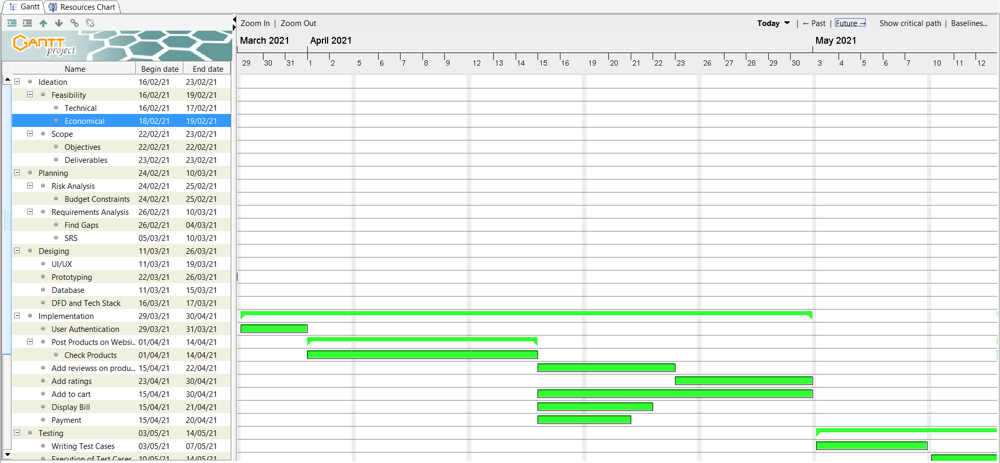 Gantt Resources Chart
Zoom In | Zoom Out Today | ← Past | Future → Show critical path | Baselines...
GANTT project
March 2021 April 2021 May 2021
29 30 31 1 2 5 6 7 8 9 12 13 14 15 16 19 20 21 22 23 26 27 28 29 30 3 4 5 6 7 10 11 12
Name Begin date End date
Ideation 16/02/21 23/02/21
Feasibility 16/02/21 19/02/21
Technical 16/02/21 17/02/21
Economical 18/02/21 19/02/21
Scope 22/02/21 23/02/21
Objectives 22/02/21 22/02/21
Deliverables 23/02/21 23/02/21
Planning 24/02/21 10/03/21
Risk Analysis 24/02/21 25/02/21
Budget Constraints 24/02/21 25/02/21
Requirements Analysis 26/02/21 10/03/21
Find Gaps 26/02/21 04/03/21
SRS 05/03/21 10/03/21
Desiging 11/03/21 26/03/21
UI/UX 11/03/21 19/03/21
Prototyping 22/03/21 26/03/21
Database 11/03/21 15/03/21
DFD and Tech Stack 16/03/21 17/03/21
Implementation 29/03/21 30/04/21
User Authentication 29/03/21 31/03/21
Post Products on Websi... 01/04/21 14/04/21
Check Products 01/04/21 14/04/21
Add reviewss on produ... 15/04/21 22/04/21
Add ratings 23/04/21 30/04/21
Add to cart 15/04/21 30/04/21
Display Bill 15/04/21 21/04/21
Payment 15/04/21 20/04/21
Testing 03/05/21 14/05/21
Writing Test Cases 03/05/21 07/05/21
Execution of Test Cases 10/05/21 14/05/21